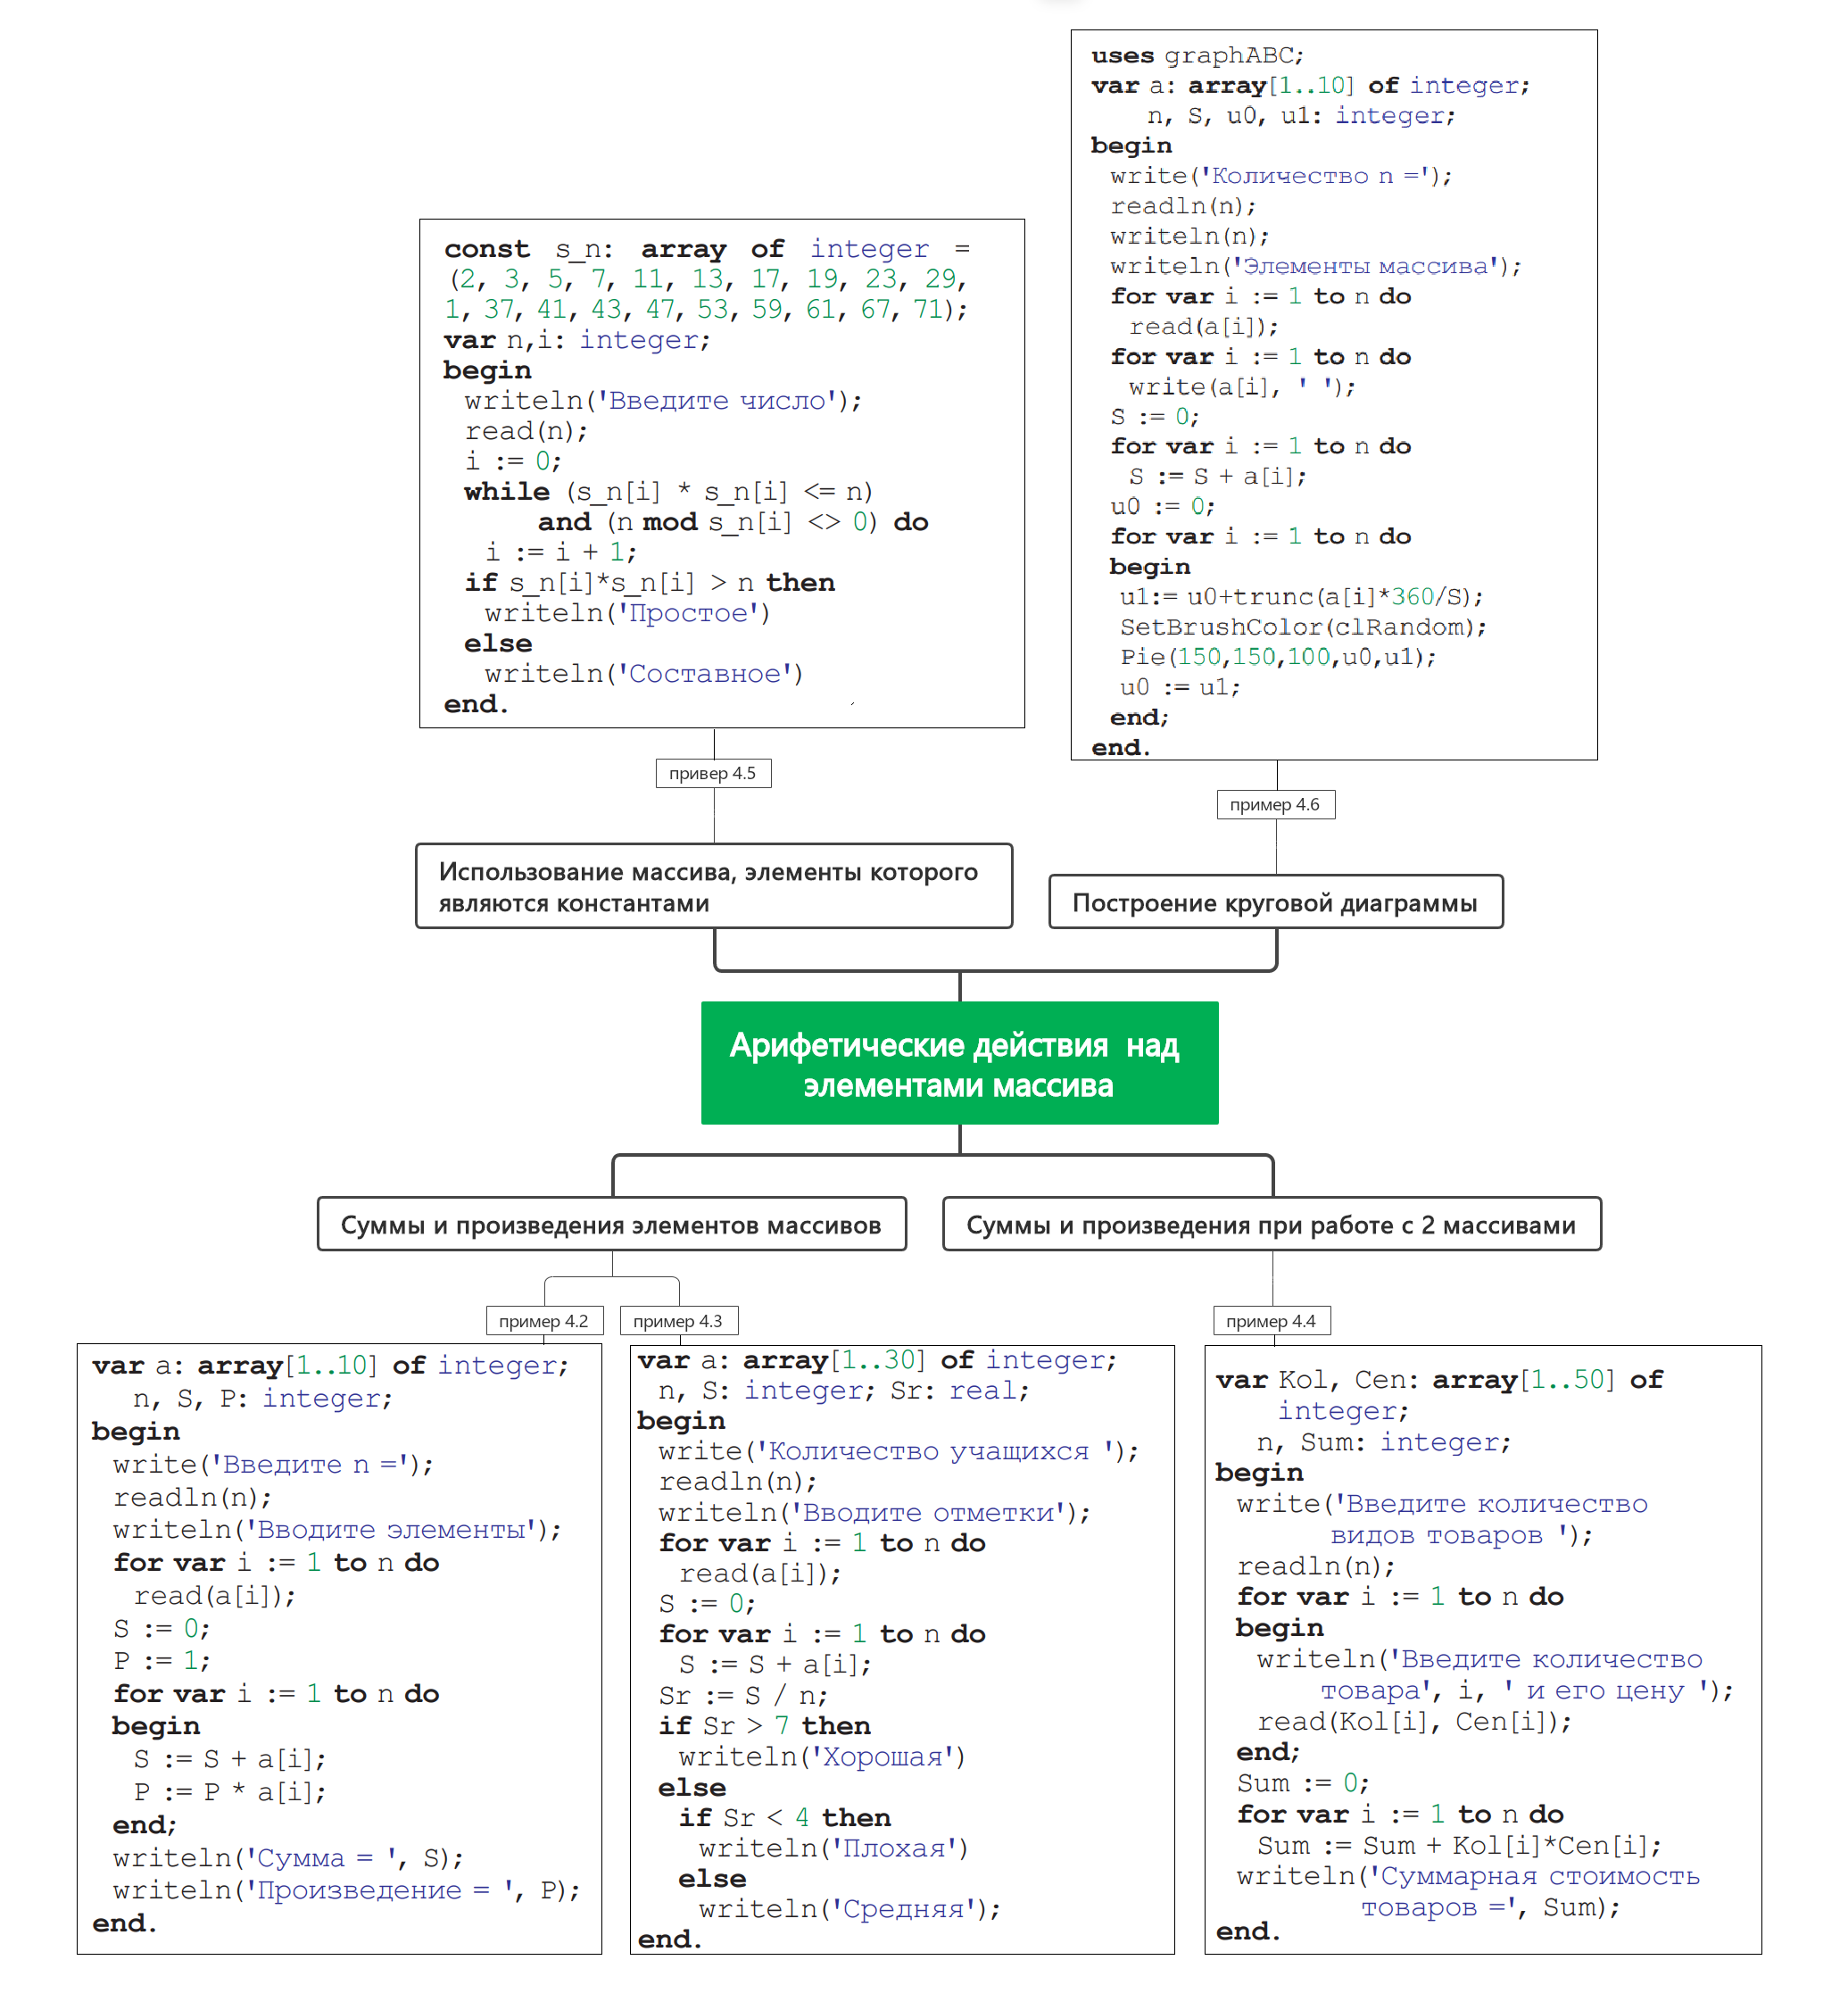 const s_n: array of integer =
(2, 3, 5, 7, 11, 13, 17, 19, 23, 29,
1, 37, 41, 43, 47, 53, 59, 61, 67, 71);
var n,i: integer;
begin
writeln('Введите число');
read(n);
i := 0;
while (s_n[i] * s_n[i] <= n)
and (n mod s_n[i] <> 0) do
i := i + 1;
if s_n[i]*s_n[i] > n then
writeln('Простое')
else
writeln('Составное')
end.
привер 4.5
Использование массива, элементы которого
являются константами
uses graphABC;
var a: array[1..10] of integer;
n, S, u0, u1: integer;
begin
write('Количество n =');
readln(n);
writeln(n);
writeln('Элементы массива');
for var i := 1 to n do
read(a[i]);
for var i := 1 to n do
write(a[i], ' ');
S := 0;
for var i := 1 to n do
S := S + a[i];
u0 := 0;
for var i := 1 to n do
begin
u1:= u0+trunc(a[i]*360/S);
SetBrushColor(clRandom);
Pie(150,150,100,u0,u1);
u0 := u1;
end;
end.
пример 4.6
Построение круговой диаграммы
Арифетические действия над
элементами массива
Суммы и произведения элементов массивов
пример 4.2
var a: array[1..10] of integer;
n, S, P: integer;
begin
write('Введите n =');
readln(n);
writeln('Вводите элементы');
for var i := 1 to n do
read(a[i]);
S := 0;
P := 1;
for var i := 1 to n do
begin
S := S + a[i];
P := P * a[i];
end;
writeln('Сумма = ', S);
writeln('Произведение = ', P);
end.
пример 4.3
var a: array[1..30] of integer;
n, S: integer; Sr: real;
begin
write('Количество учащихся ');
readln(n);
writeln('Вводите отметки');
for var i := 1 to n do
read(a[i]);
S := 0;
for var i := 1 to n do
S := S + a[i];
Sr := S / n;
if Sr > 7 then
writeln('Хорошая')
else
if Sr < 4 then
writeln('Плохая')
else
writeln('Средняя');
end.
Суммы и произведения при работе с 2 массивами
пример 4.4
var Kol, Cen: array[1..50] of
integer;
n, Sum: integer;
begin
write('Введите количество
видов товаров ');
readln(n);
for var i := 1 to n do
begin
writeln('Введите количество
товара', i, ' и его цену ');
read(Kol[i], Cen[i]);
end;
Sum := 0;
for var i := 1 to n do
Sum := Sum + Kol[i]*Cen[i];
writeln('Суммарная стоимость
товаров =', Sum);
end.